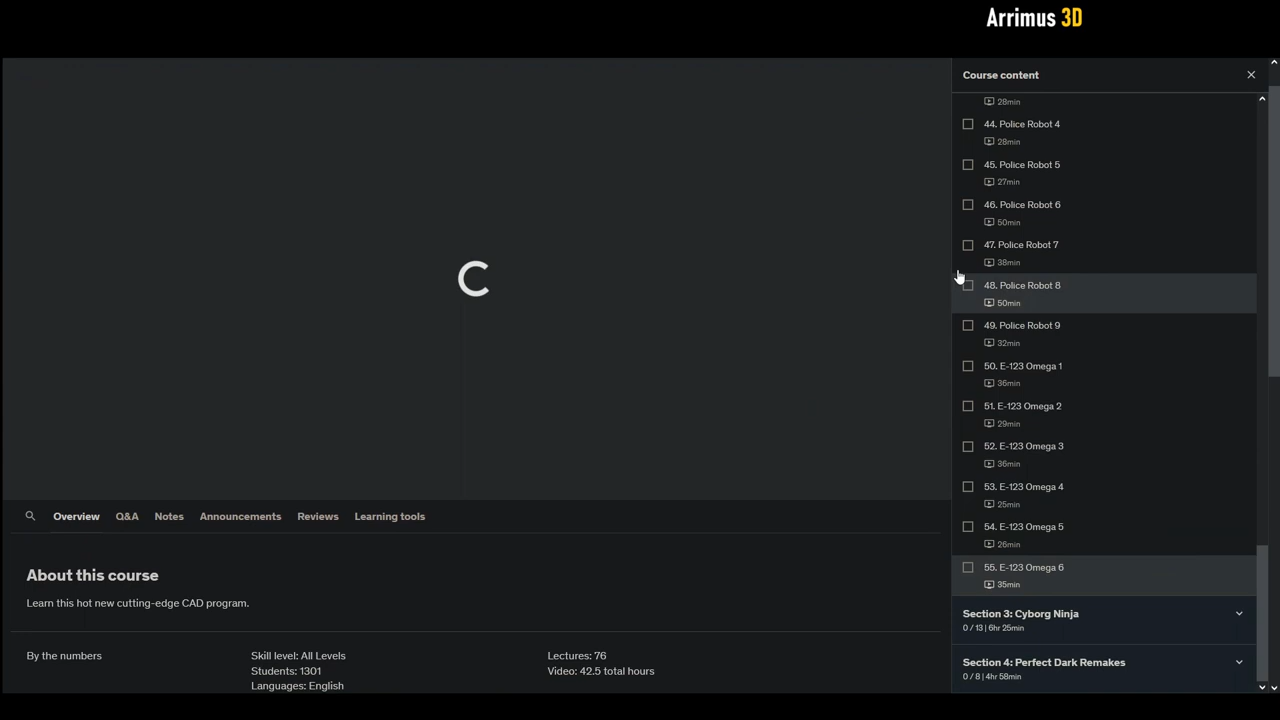 Arrimus 3D
Course content
28min
44. Police Robot 4
28min
45. Police Robot 5
27min
46. Police Robot 6
50min
47. Police Robot 7
38min
48. Police Robot 8
50min
49. Police Robot 9
32min
50. E-123 Omega 1
36min
51. E-123 Omega 2
29min
52. E-123 Omega 3
36min
53. E-123 Omega 4
25min
54. E-123 Omega 5
26min
55. E-123 Omega 6
35min
Section 3: Cyborg Ninja
0 / 13 | 6hr 25min
Section 4: Perfect Dark Remakes
0 / 8 | 4hr 58min
Overview Q&A Notes Announcements Reviews Learning tools
About this course
Learn this hot new cutting-edge CAD program.
By the numbers
Skill level: All Levels
Students: 1301
Languages: English
Lectures: 76
Video: 42.5 total hours